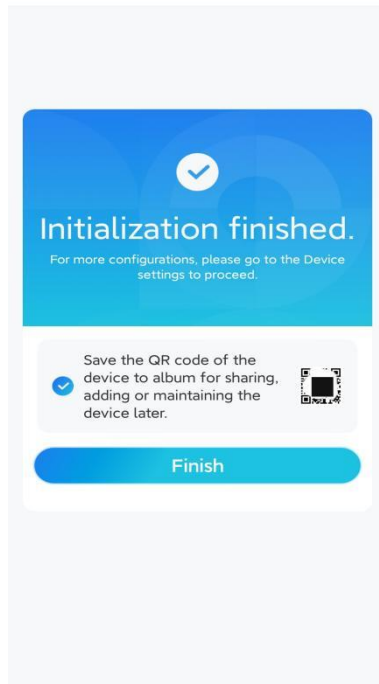 Initialization finished.
For more configurations, please go to the Device
settings to proceed.
Save the QR code of the
device to album for sharing,
adding or maintaining the
device later.
Finish